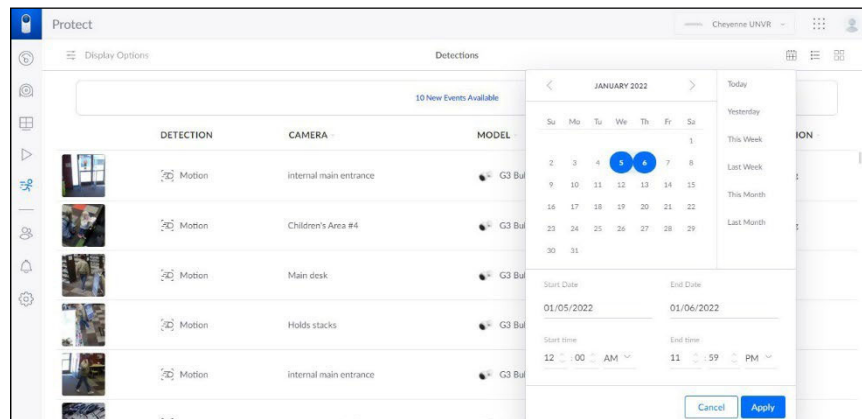 Protect
Cheyenne UNVR
Display Options
Detections
10 New Events Available
DETECTION CAMERA MODEL ION
Motion internal main entrance G3 Bul
Motion Children's Area #4 G3 Bul
Motion Main desk G3 Bul
Motion Holds stacks G3 Bul
Motion internal main entrance G3 Bul
JANUARY 2022
Su Mo Tu We Th Fr Sa
1
2 3 4 5 6 7 8
9 10 11 12 13 14 15
16 17 18 19 20 21 22
23 24 25 26 27 28 29
30 31
Today
Yesterday
This Week
Last Week
This Month
Last Month
Start Date End Date
01/05/2022 01/06/2022
Start time End time
12 : 00 AM 11 : 59 PM
Cancel Apply